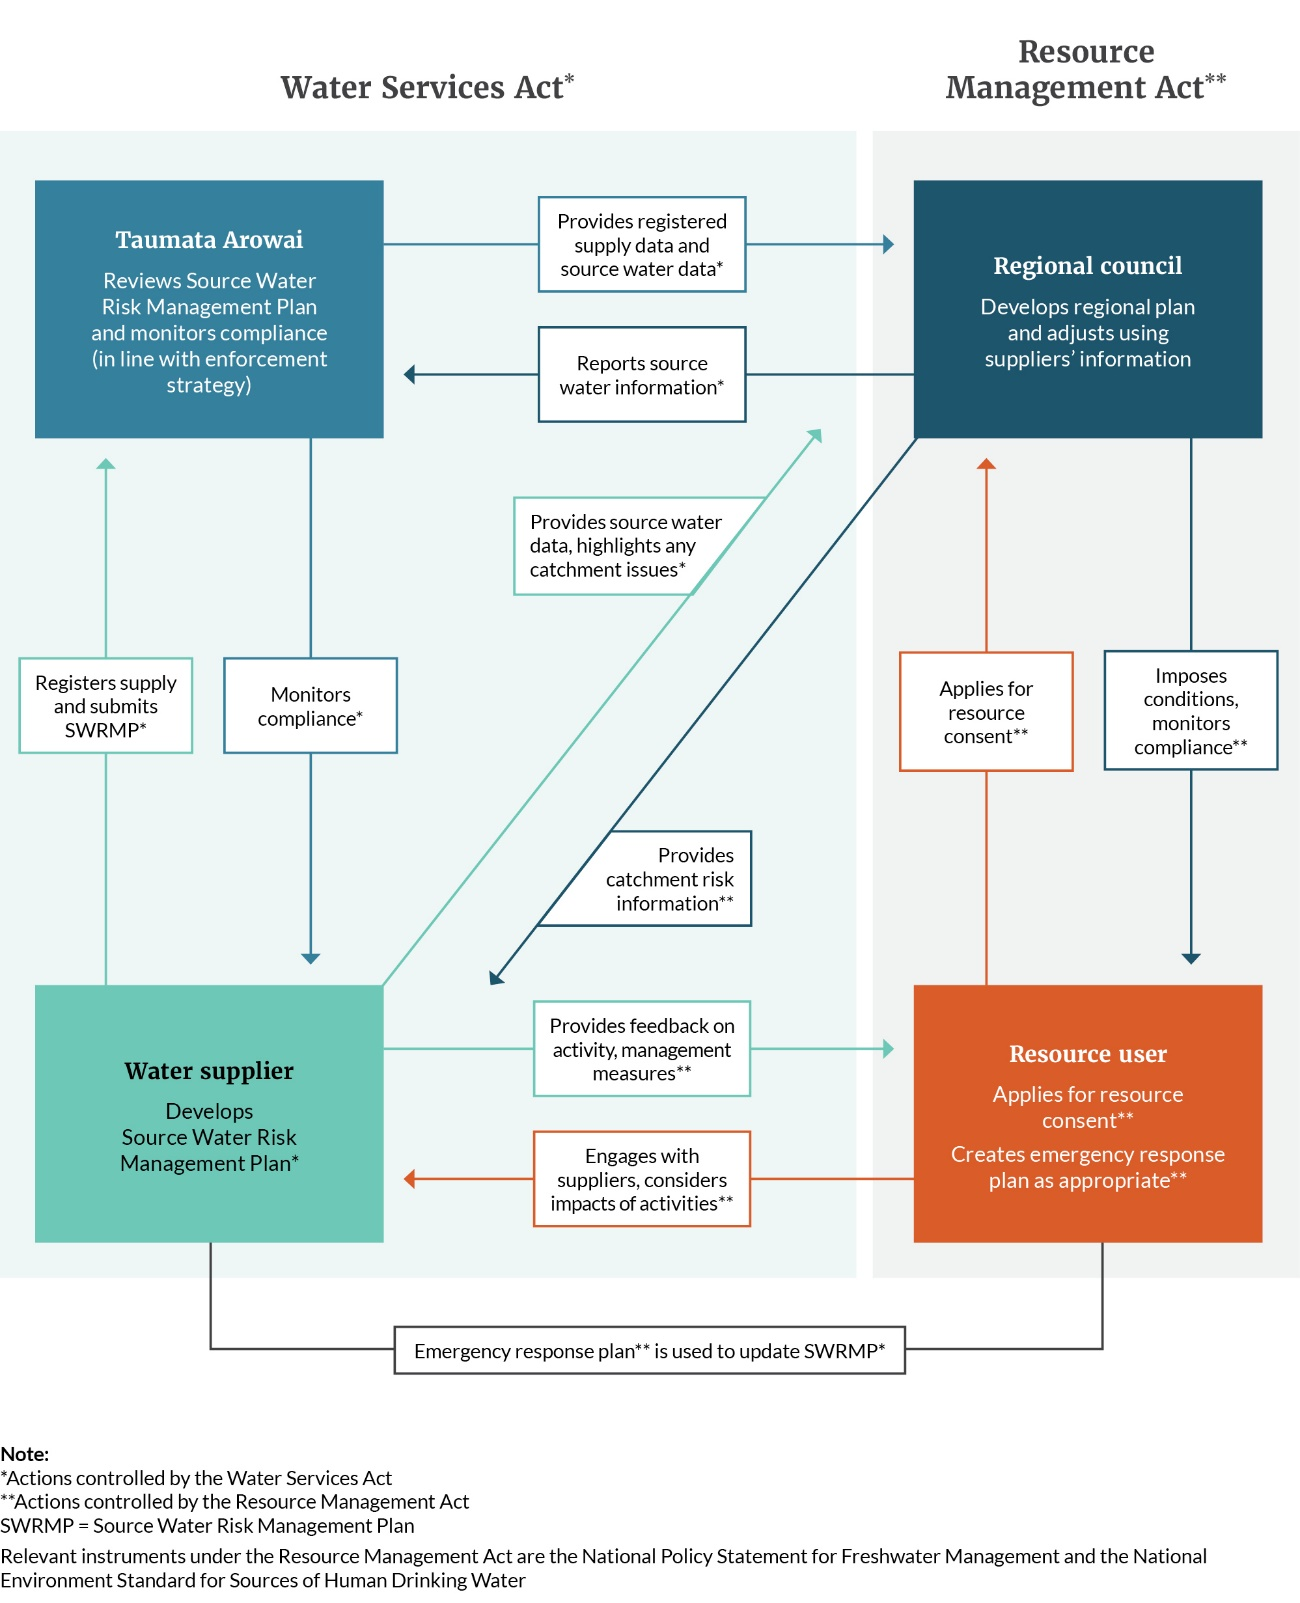 Water Services Act*
Resource
Management Act**
Taumata Arowai
Reviews Source Water
Risk Management Plan
and monitors compliance
(in line with enforcement
strategy)
Provides registered
supply data and
source water data*
Regional council
Develops regional plan
and adjusts using
suppliers’ information
Reports source
water information*
Provides source water
data, highlights any
catchment issues*
Registers supply
and submits
SWRMP*
Monitors
compliance*
Applies for
resource
consent**
Imposes
conditions,
monitors
compliance**
Provides
catchment risk
information**
Water supplier
Develops
Source Water Risk
Management Plan*
Provides feedback on
activity, management
measures**
Engages with
suppliers, considers
impacts of activities**
Resource user
Applies for resource
consent**
Creates emergency response
plan as appropriate**
Emergency response plan** is used to update SWRMP*
Note:
*Actions controlled by the Water Services Act
**Actions controlled by the Resource Management Act
SWRMP = Source Water Risk Management Plan
Relevant instruments under the Resource Management Act are the National Policy Statement for Freshwater Management and the National
Environment Standard for Sources of Human Drinking Water